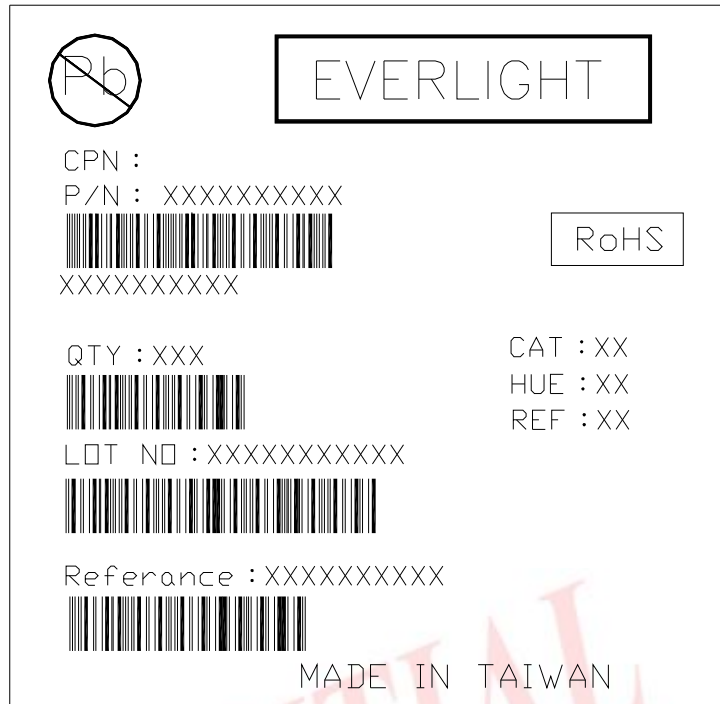 Pb
EVERLIGHT
CPN :
P/N : XXXXXXXXXX
RoHS
XXXXXXXXXX
QTY : XXX
CAT : XX
HUE : XX
REF : XX
LOT NO : XXXXXXXXXXX
Referance : XXXXXXXXXX
MADE IN TAIWAN
TIAL